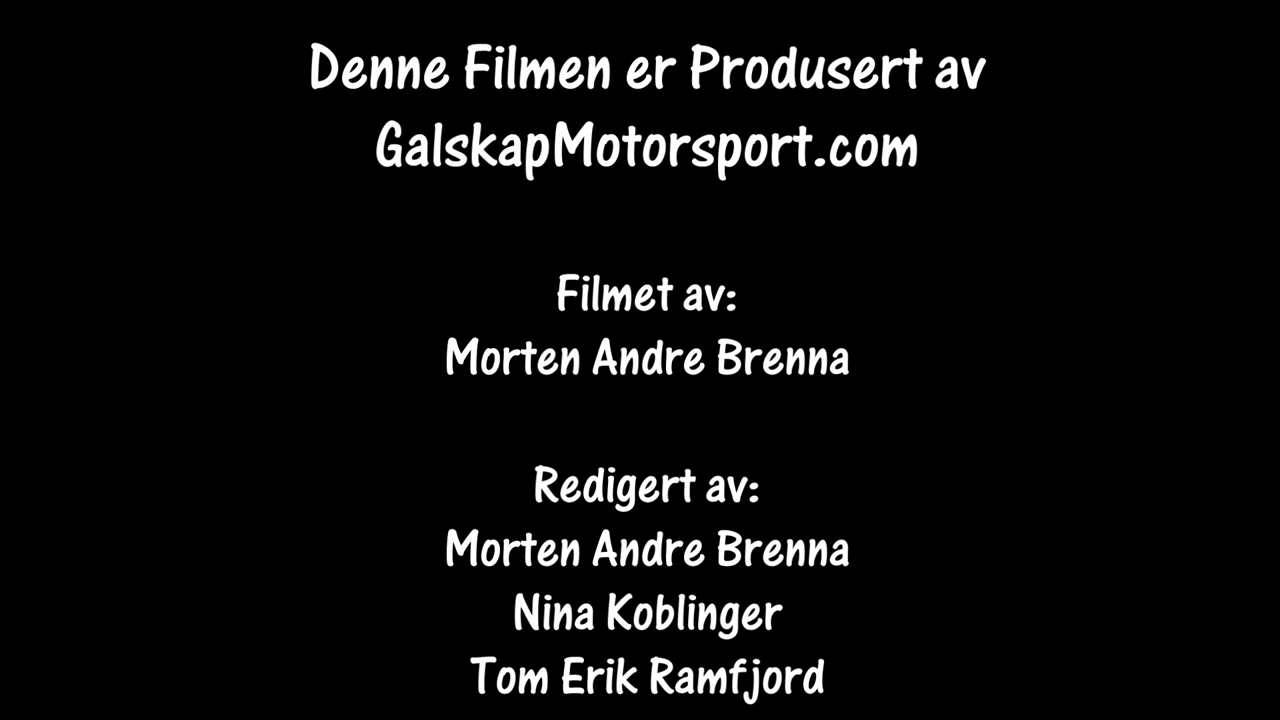 Denne Filmen er Produsert av
GalskapMotorsport.com
Filmet av:
Morten Andre Brenna
Redigert av:
Morten Andre Brenna
Nina Koblinger
Tom Erik Ramfjord